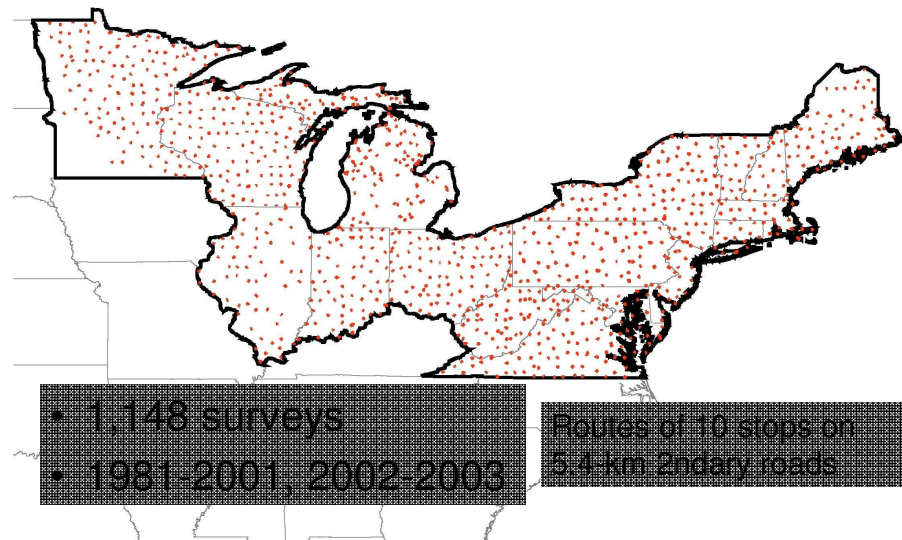 • 1,148 surveys
• 1981-2001, 2002-2003
Routes of 10 stops on
5.4-km 2ndary roads